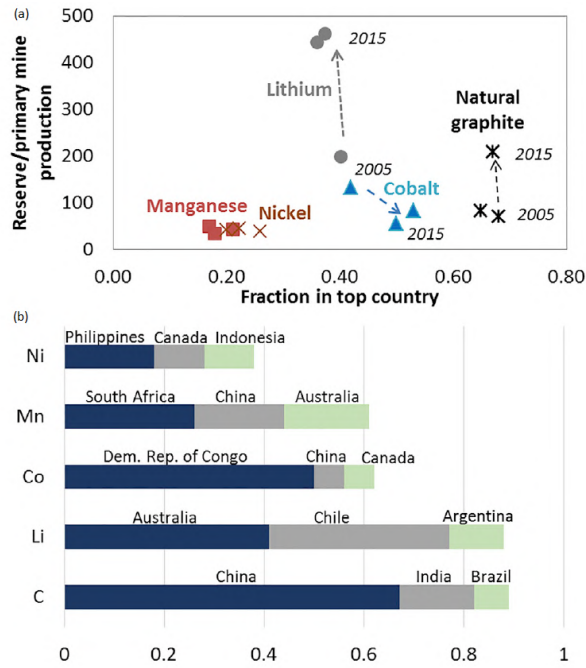 (a)
500
400
300
200
100
0
Reserve/primary mine
production
2015
Lithium
Natural
graphite
2015
2005
Cobalt
Manganese
Nickel
2005
2015
0.00 0.20 0.40 0.60 0.80
Fraction in top country
(b)
Philippines Canada Indonesia
Ni
South Africa China Australia
Mn
Dem. Rep. of Congo China Canada
Co
Australia Chile Argentina
Li
China India Brazil
C
0 0.2 0.4 0.6 0.8 1